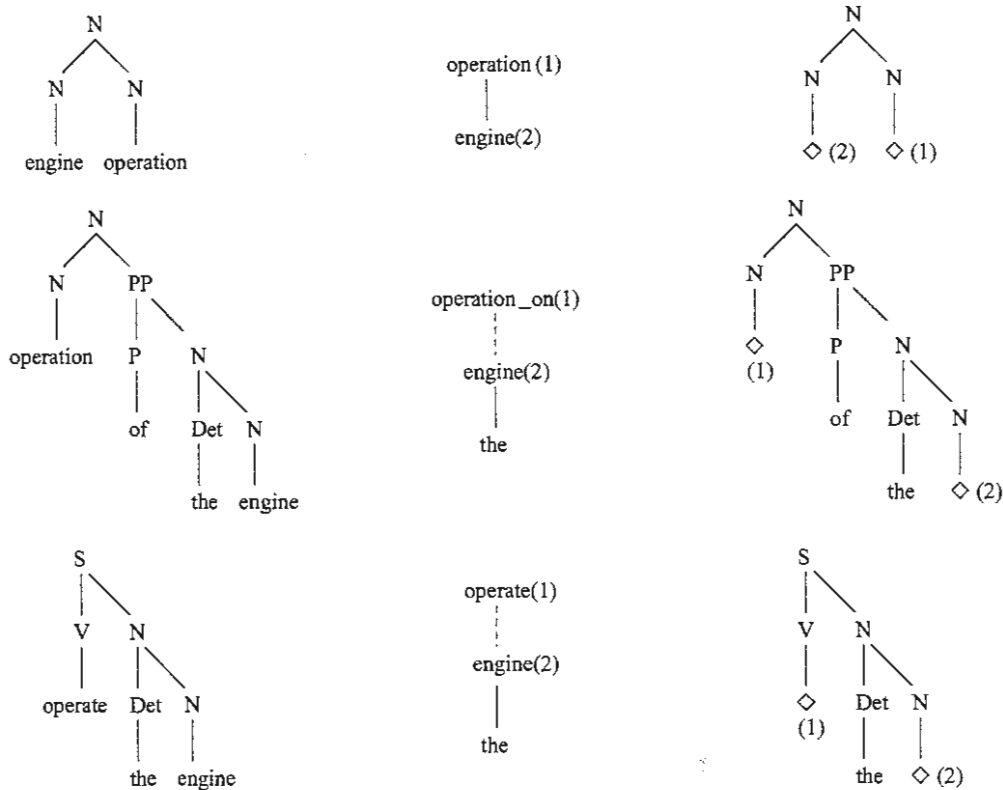 N
N N
engine operation
operation (1)
engine(2)
N
N N
◇ (2) ◇ (1)
N
N PP
operation P N
of Det N
the engine
operation_on(1)
engine(2)
the
N
N PP
◇ P N
(1)
of Det N
the ◇ (2)
S
V N
operate Det N
the engine
operate(1)
engine(2)
the
S
V N
◇ Det N
(1)
the ◇ (2)